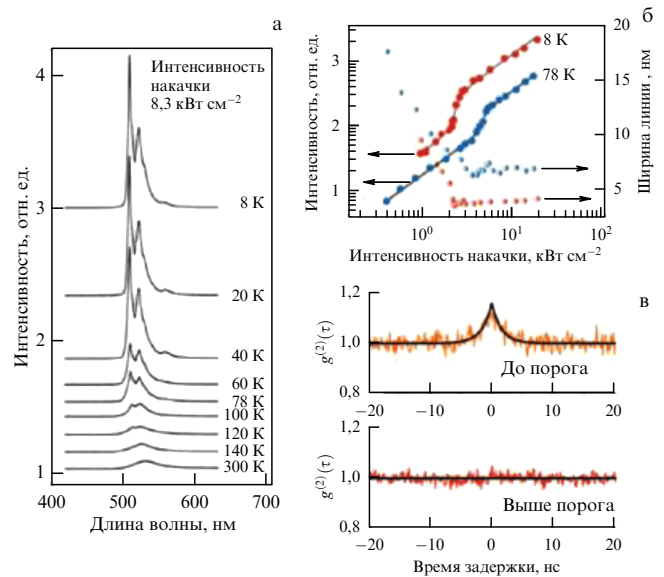 а
Интенсивность, отн. ед.
4
3
2
1
Интенсивность
накачки
8,3 кВт см⁻²
8 К
20 К
40 К
60 К
78 К
100 К
120 К
140 К
300 К
400 500 600 700
Длина волны, нм
б
Интенсивность, отн. ед.
3
2
1
8 К
78 К
20
15
10
5
Ширина линии , нм
10⁰ 10¹ 10²
Интенсивность накачки, кВт см⁻²
в
g⁽²⁾(τ)
1,2
1,0
0,8
До порога
−20 −10 0 10 20
g⁽²⁾(τ)
1,2
1,0
0,8
Выше порога
−20 −10 0 10 20
Время задержки, нс